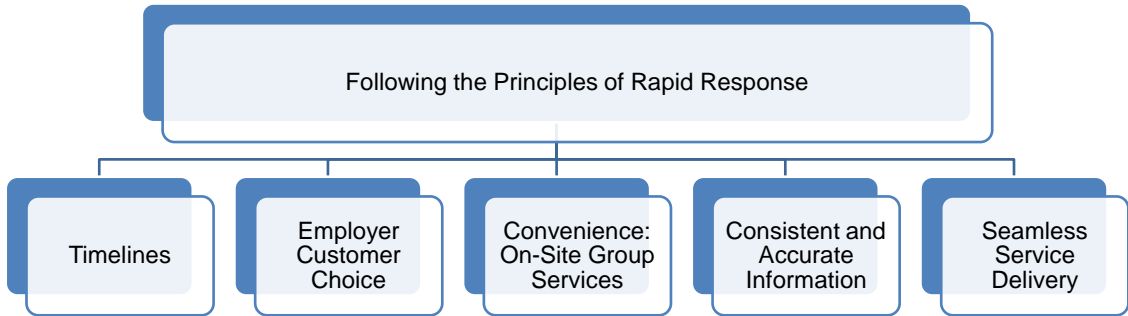 Following the Principles of Rapid Response
Timelines
Employer
Customer
Choice
Convenience:
On-Site Group
Services
Consistent and
Accurate
Information
Seamless
Service
Delivery